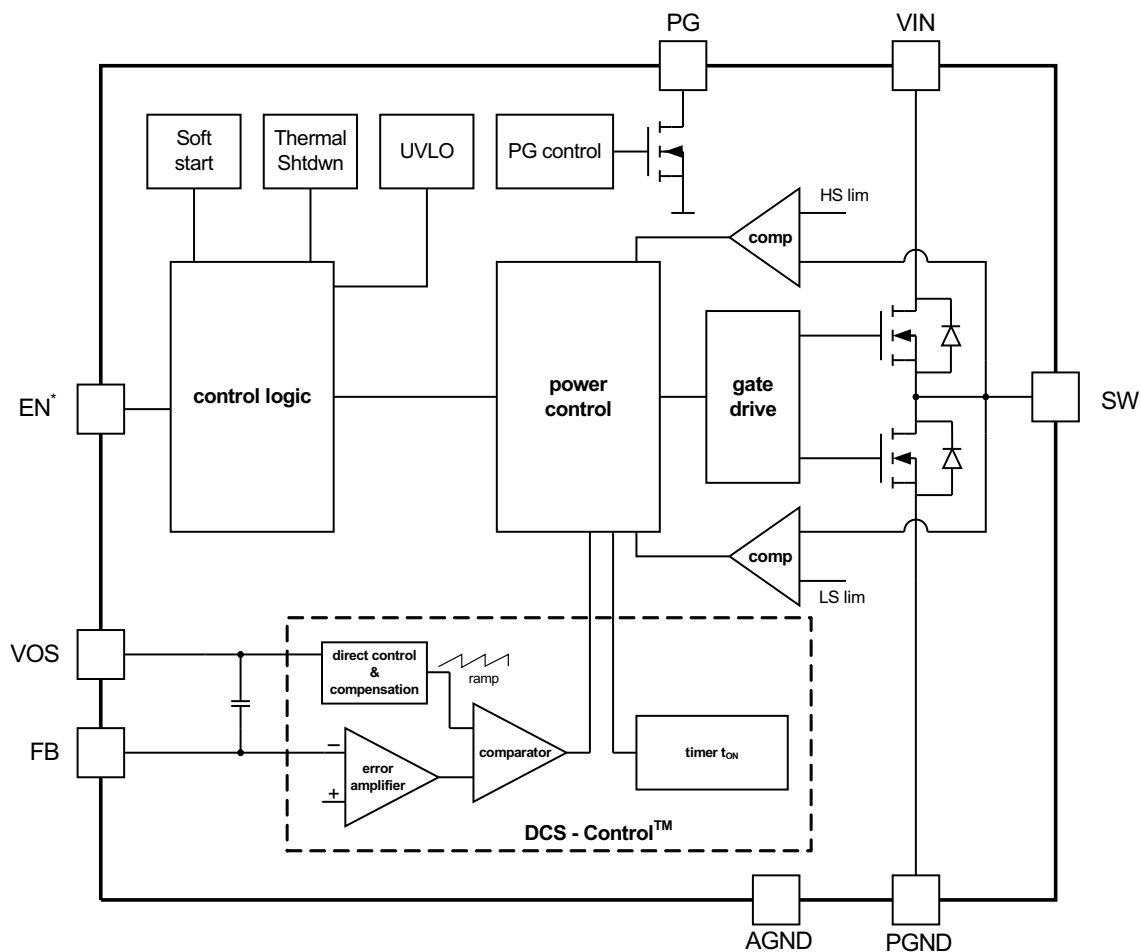 PG
VIN
Soft
start
Thermal
Shtdwn
UVLO
PG control
HS lim
comp
EN*
control logic
power
control
gate
drive
SW
comp
LS lim
VOS
direct control
&
compensation
ramp
FB
−
error
amplifier
+
comparator
timer tON
DCS - Control™
AGND
PGND